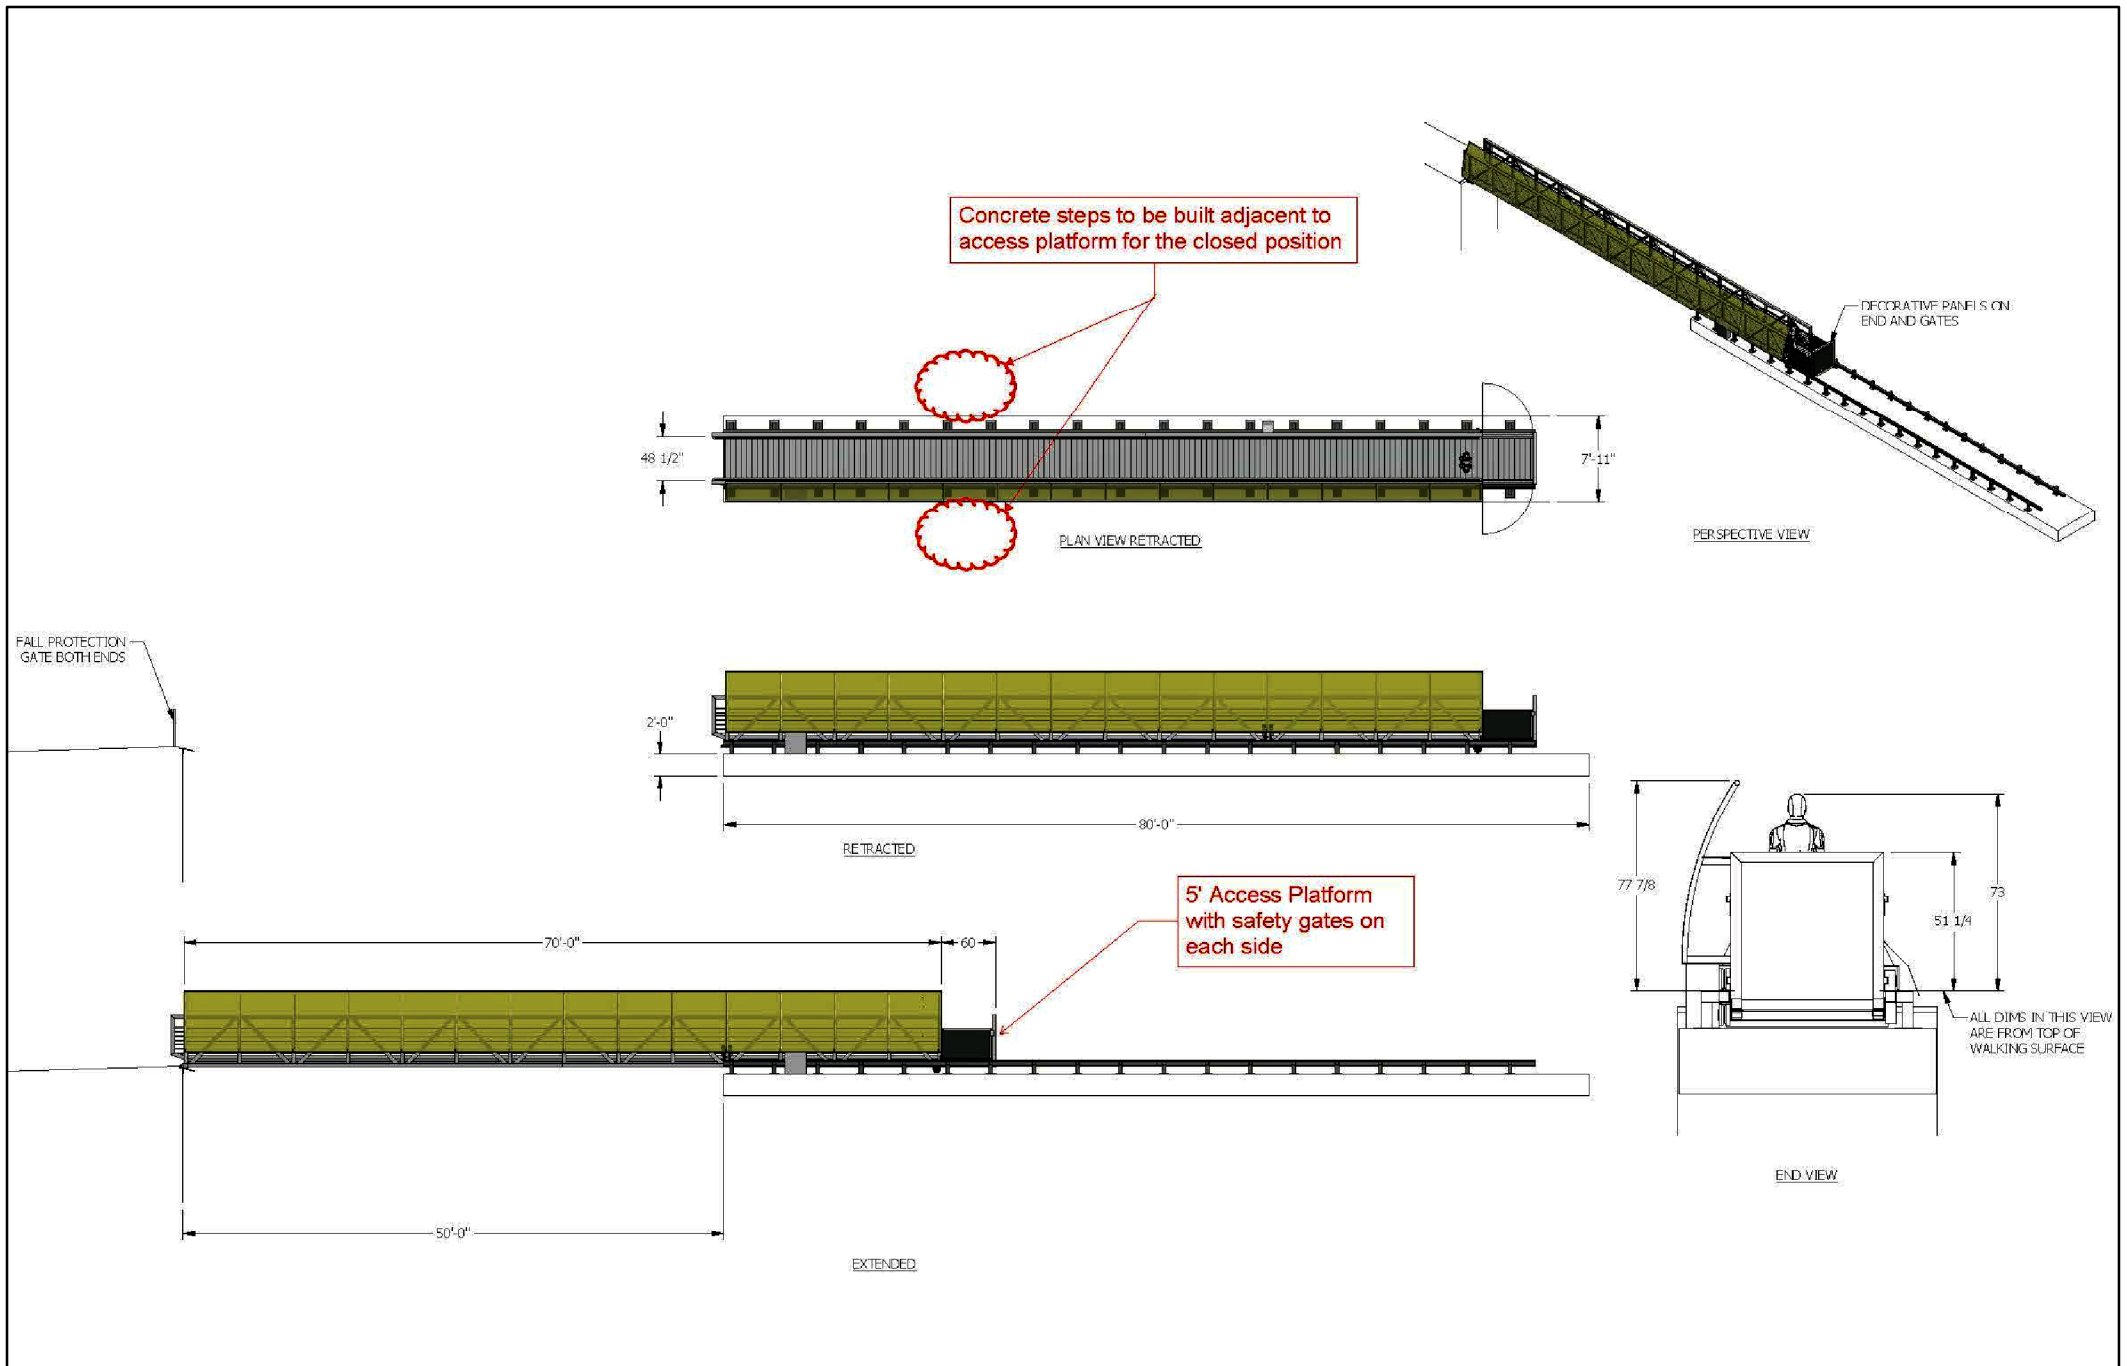 Concrete steps to be built adjacent to
access platform for the closed position
DECORATIVE PANELS ON
END AND GATES
48 1/2"
7'-11"
PLAN VIEW RETRACTED
PERSPECTIVE VIEW
FALL PROTECTION
GATE BOTH ENDS
2'-0"
80'-0"
RETRACTED
77 7/8
73
51 1/4
5' Access Platform
with safety gates on
each side
70'-0"
60
ALL DIMS IN THIS VIEW
ARE FROM TOP OF
WALKING SURFACE
END VIEW
50'-0"
EXTENDED